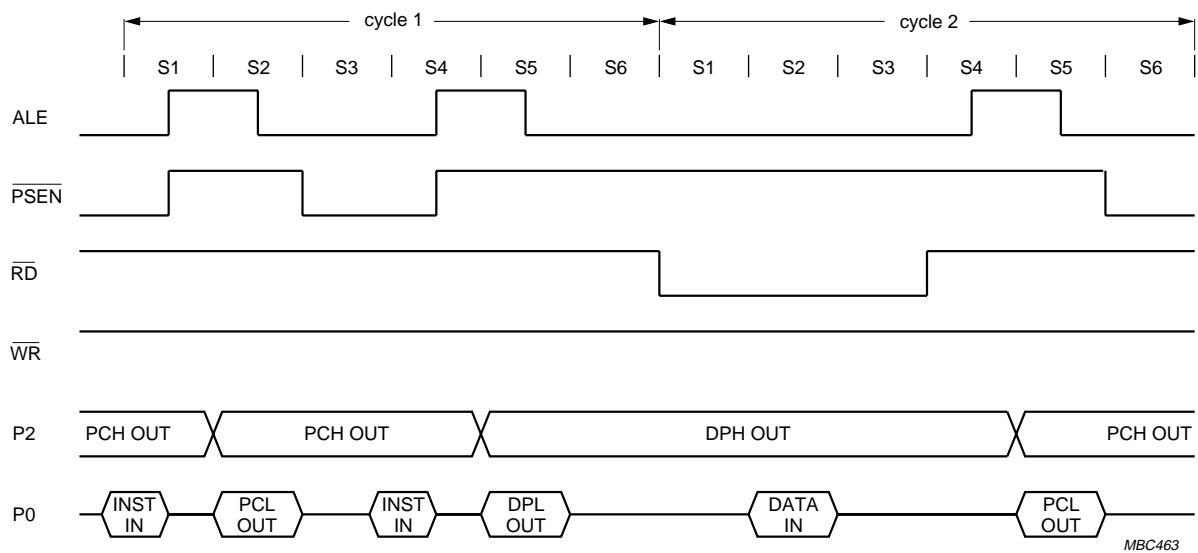 cycle 1 cycle 2
S1 S2 S3 S4 S5 S6 S1 S2 S3 S4 S5 S6
ALE
PSEN
RD
WR
P2 PCH OUT PCH OUT DPH OUT PCH OUT
P0 INST IN PCL OUT INST IN DPL OUT DATA IN PCL OUT
MBC463